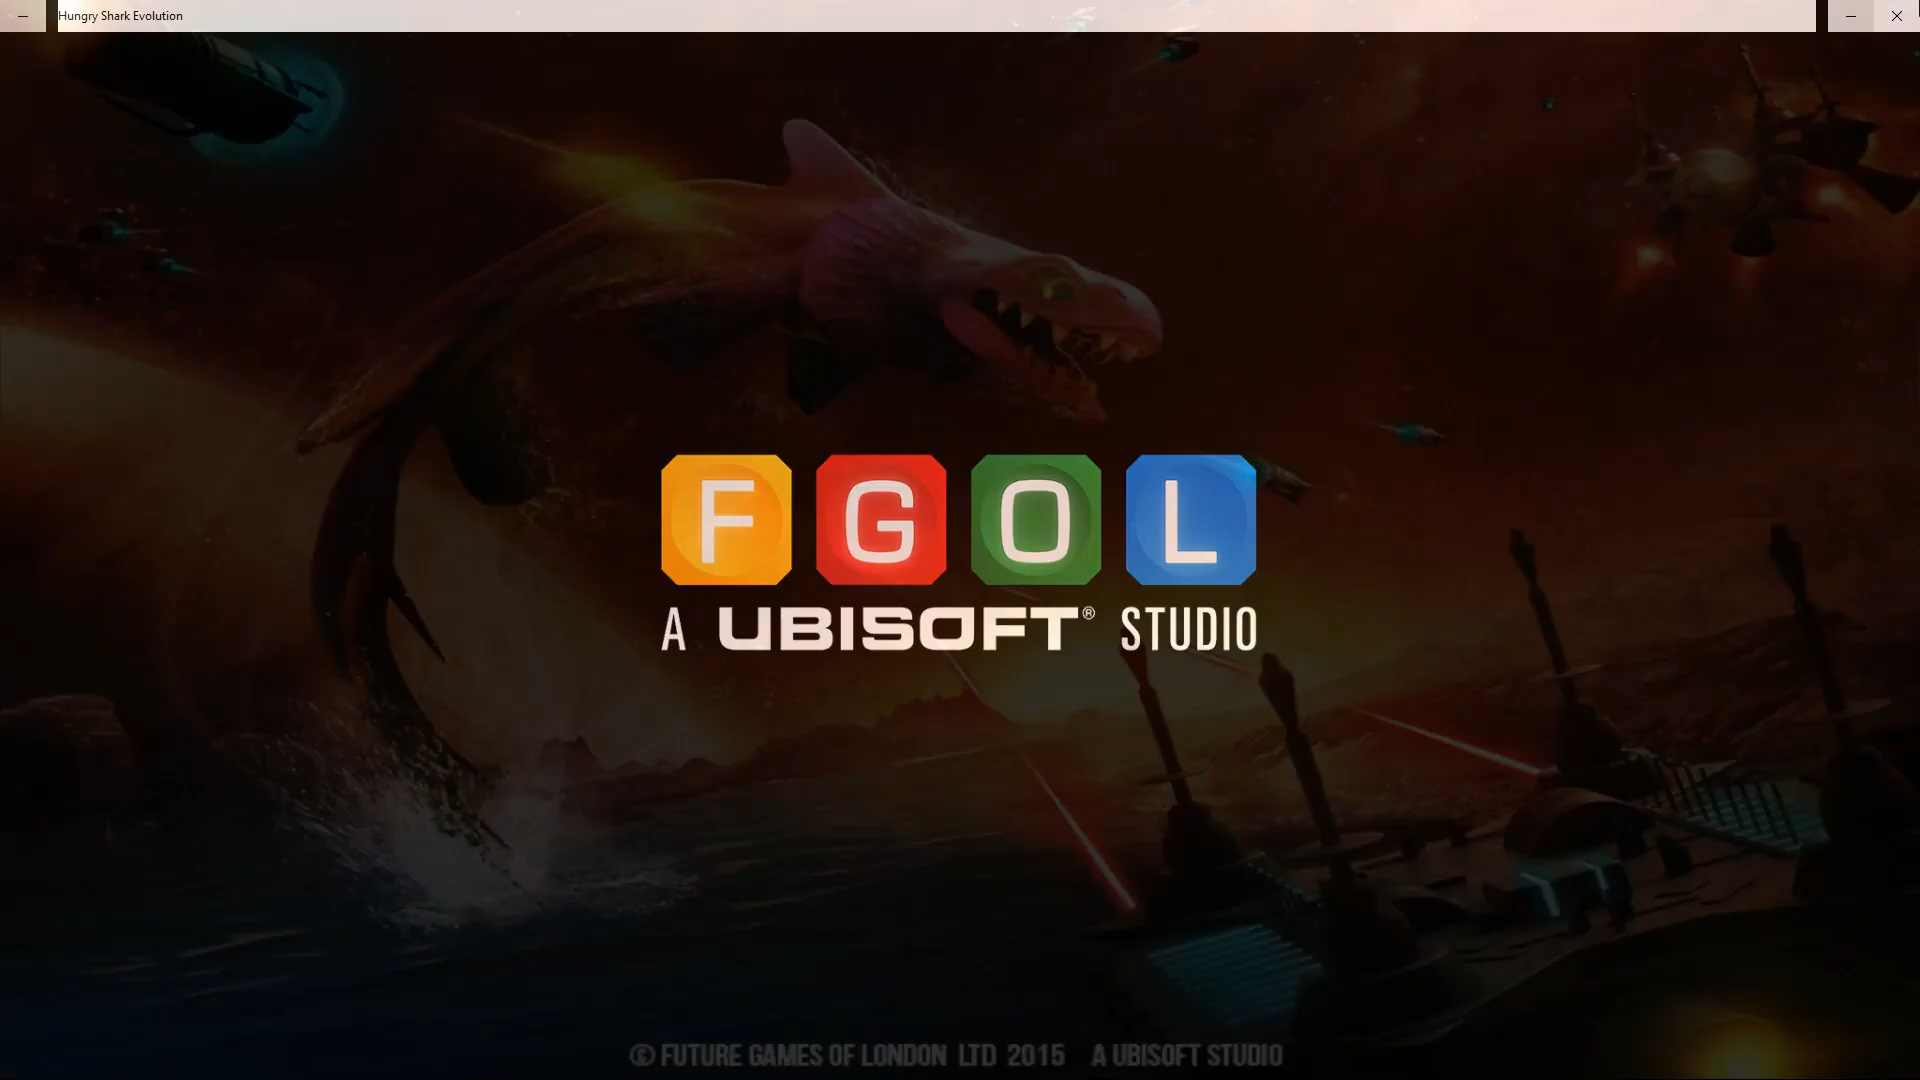 Hungry Shark Evolution
F G O L
A UBISOFT® STUDIO
© FUTURE GAMES OF LONDON LTD 2015 A UBISOFT STUDIO